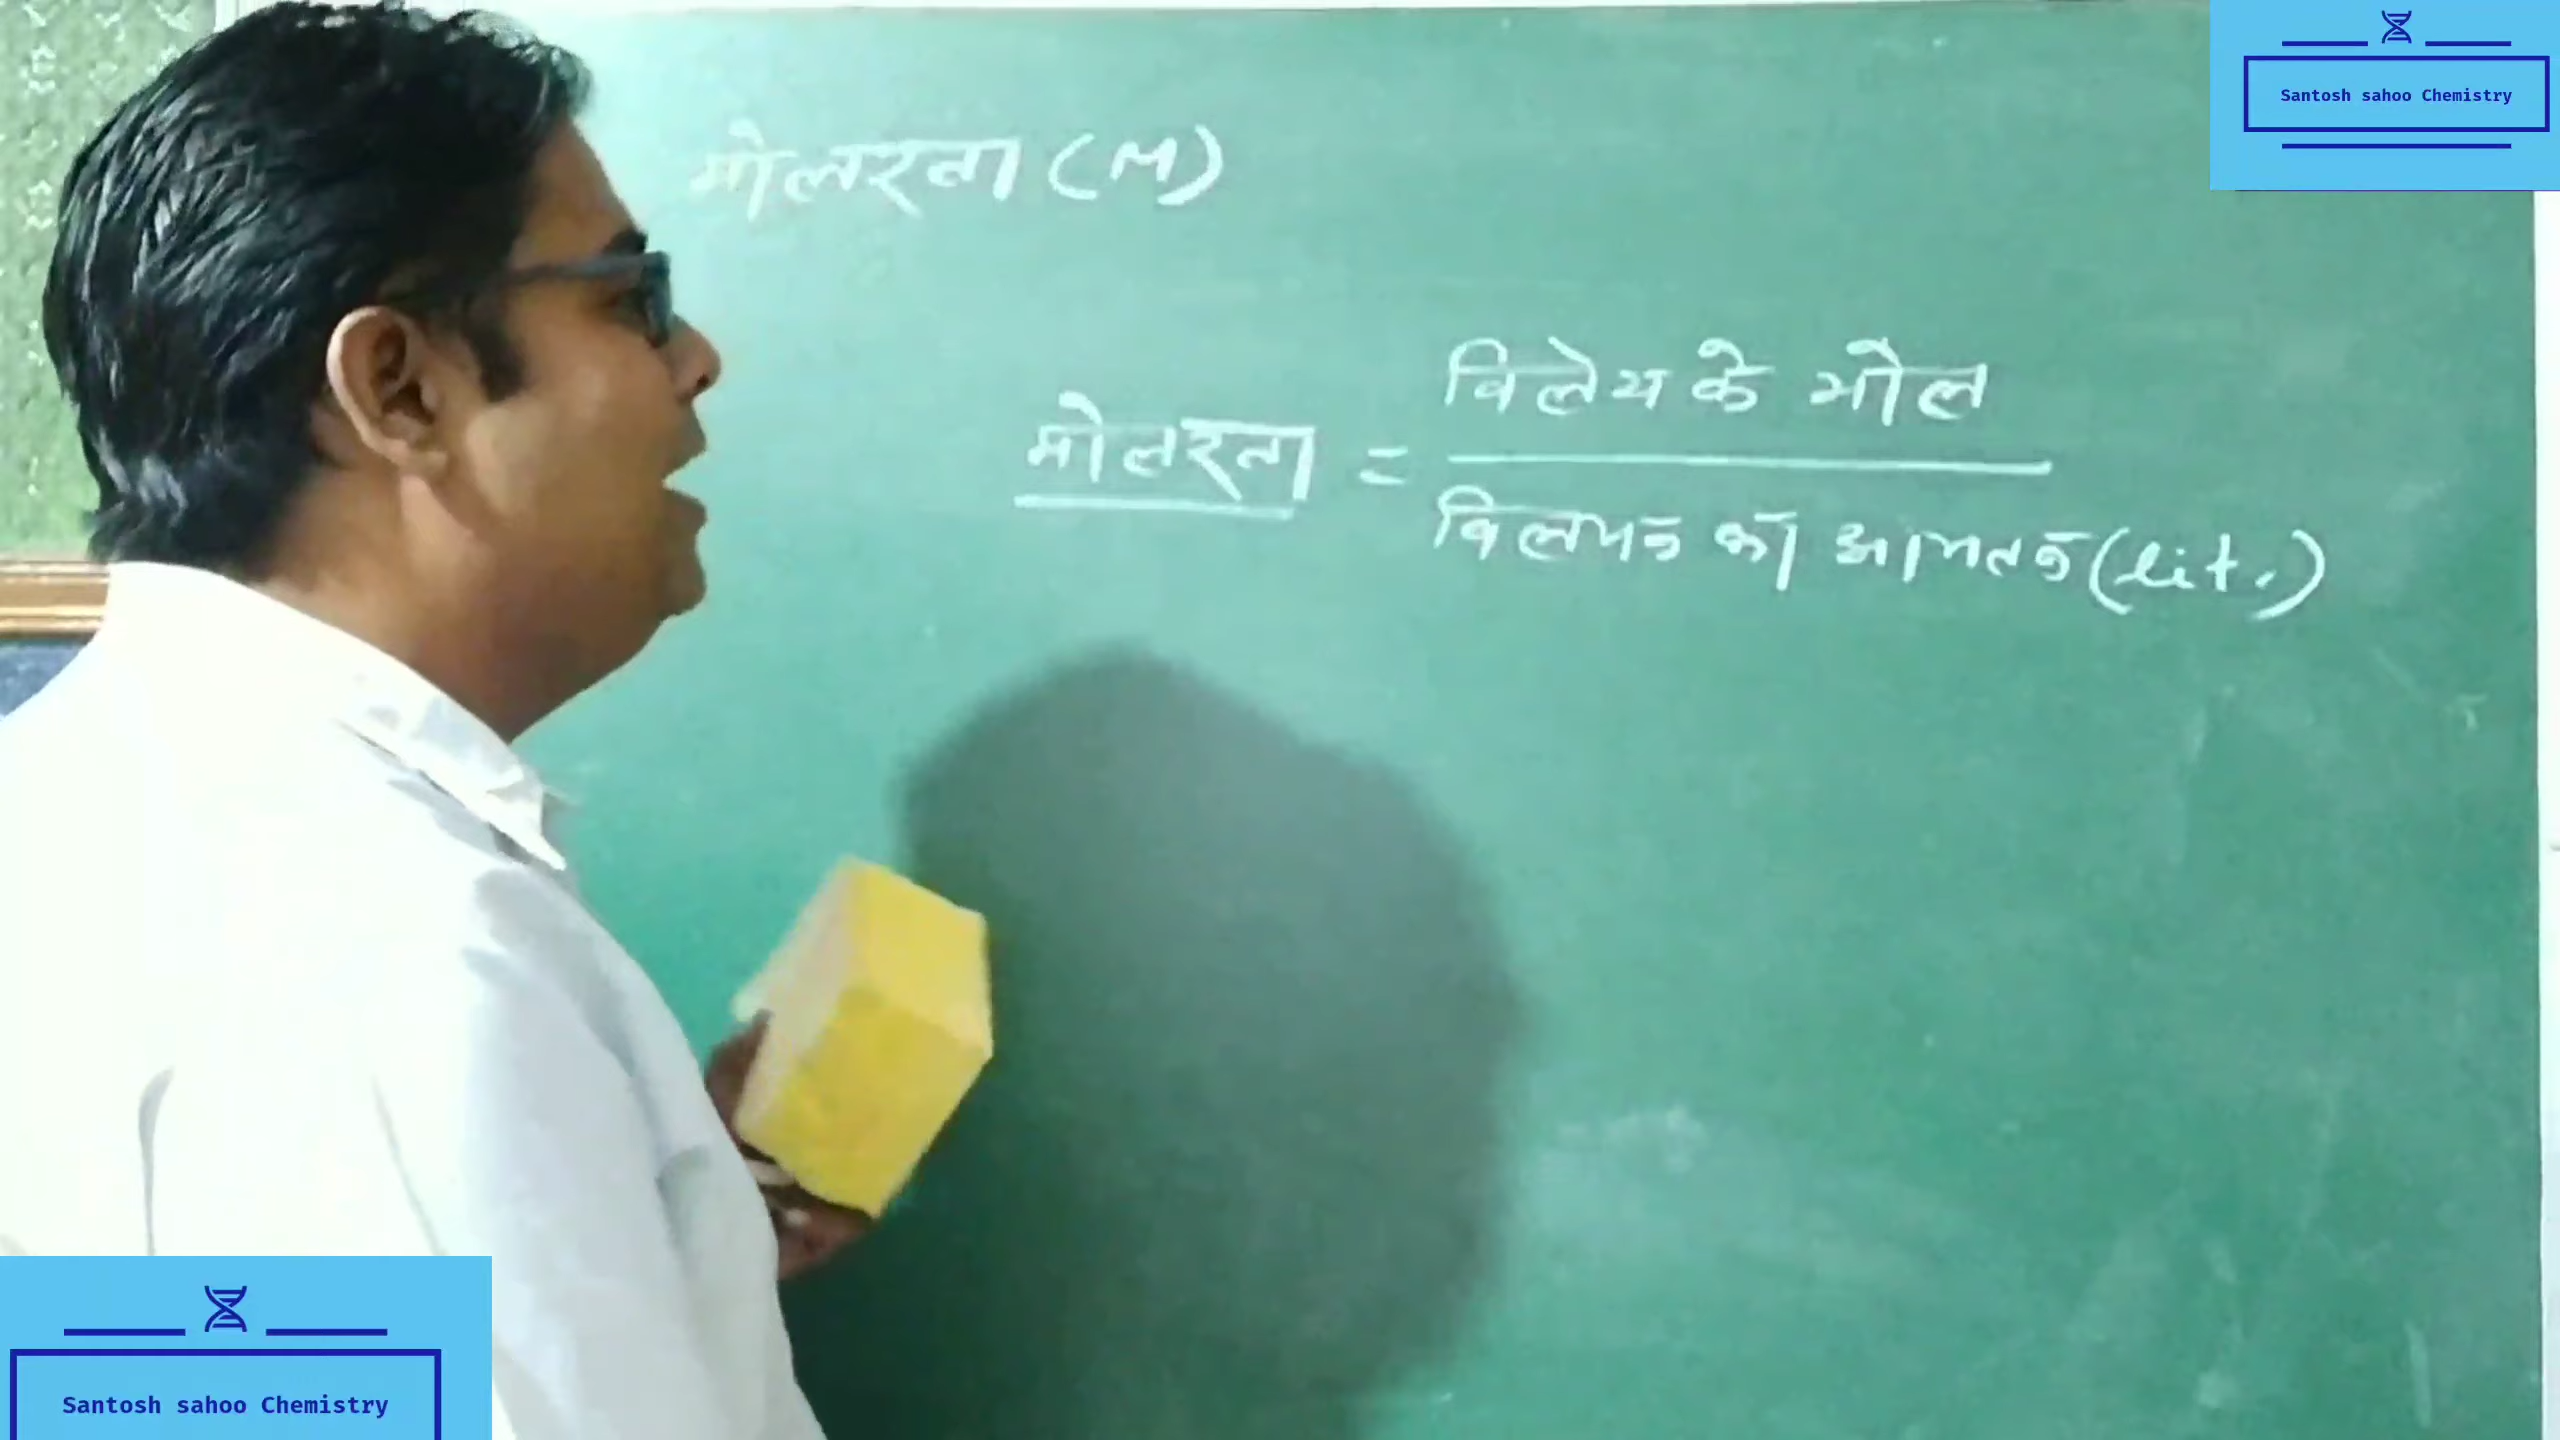 मोलरता (M)
मोलरता = विलेय के मोल
विलयन का आयतन (lit.)
Santosh sahoo Chemistry
Santosh sahoo Chemistry